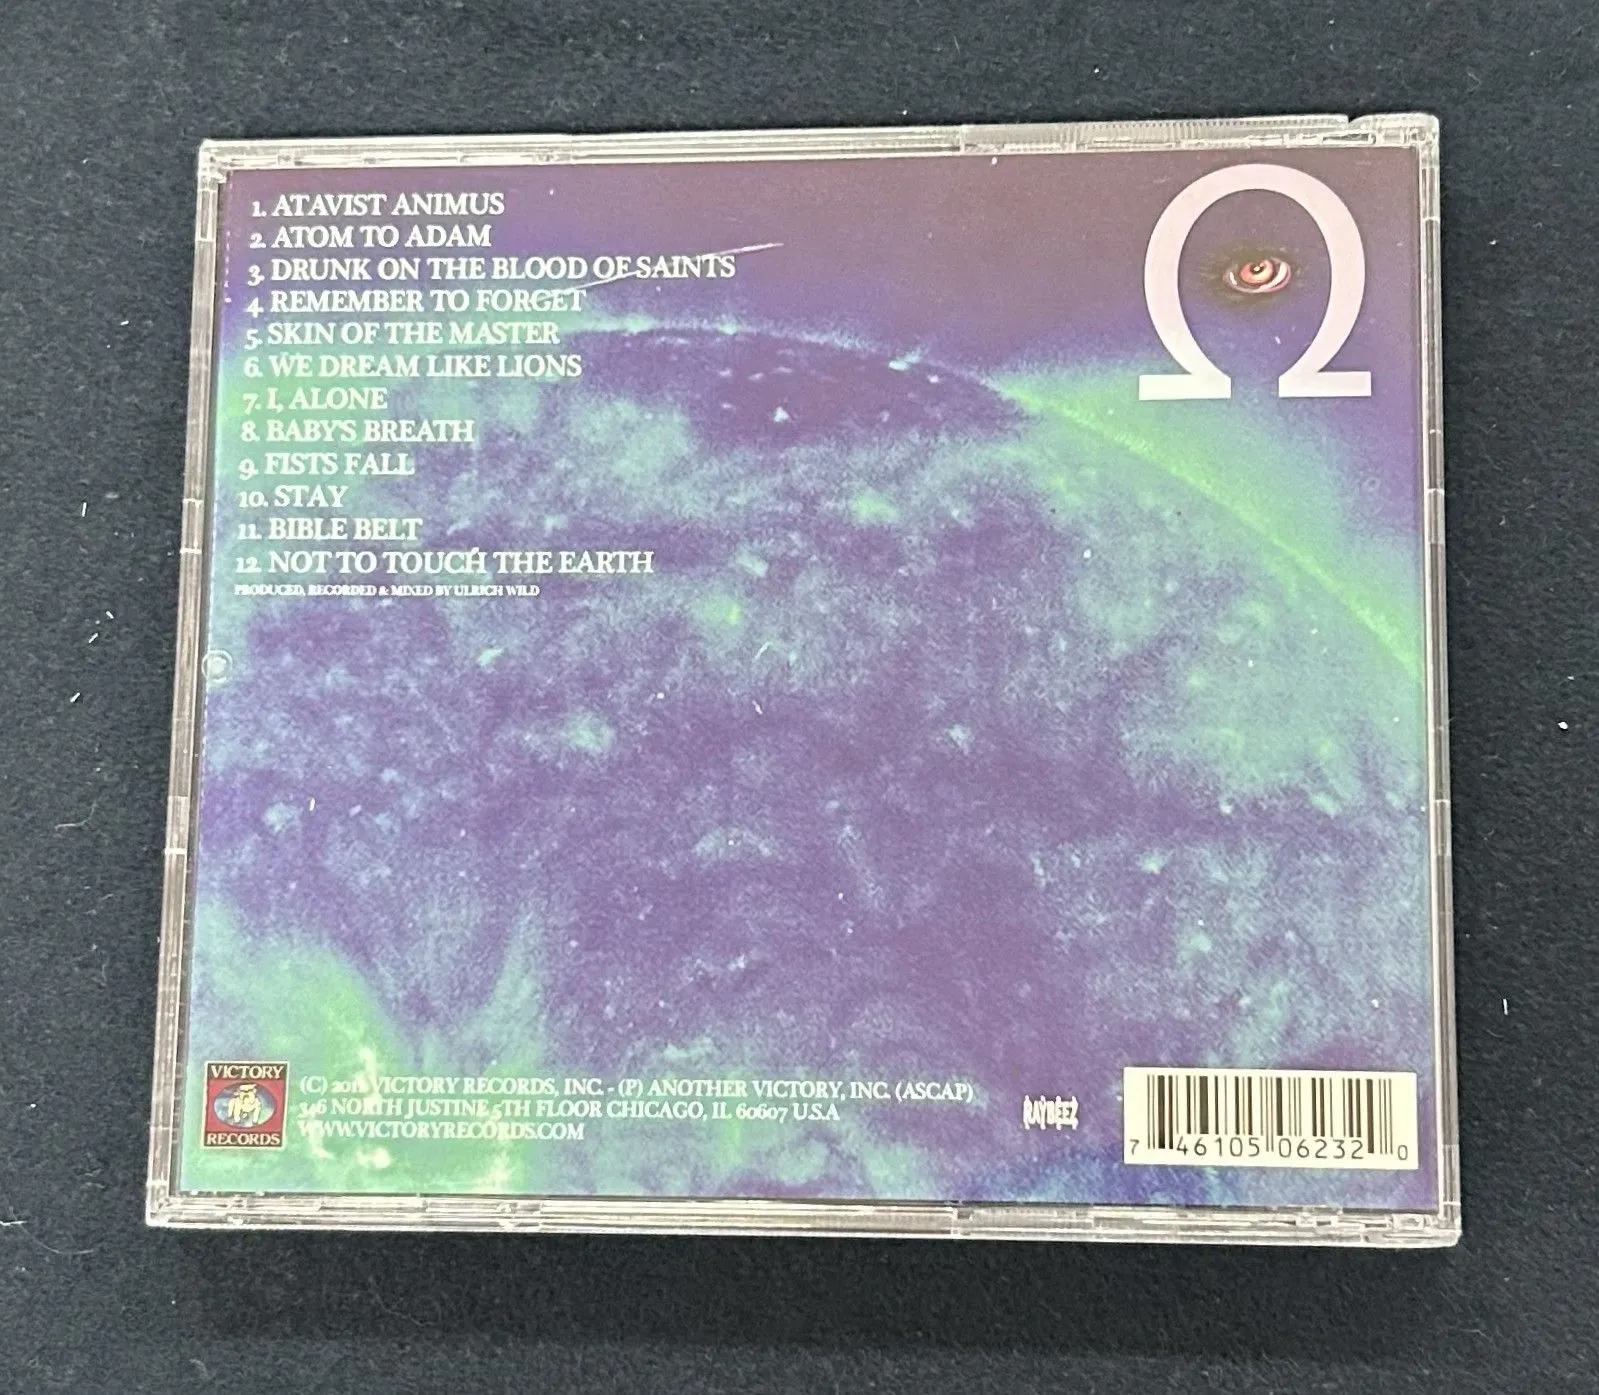 1. ATAVIST ANIMUS
2. ATOM TO ADAM
3. DRUNK ON THE BLOOD OF SAINTS
4. REMEMBER TO FORGET
5. SKIN OF THE MASTER
6. WE DREAM LIKE LIONS
7. I, ALONE
8. BABY'S BREATH
9. FISTS FALL
10. STAY
11. BIBLE BELT
12. NOT TO TOUCH THE EARTH
PRODUCED, RECORDED & MIXED BY ULRICH WILD
Ω
VICTORY
RECORDS
(C) VICTORY RECORDS, INC. - (P) ANOTHER VICTORY, INC. (ASCAP)
346 NORTH JUSTINE 5TH FLOOR CHICAGO, IL 60607 U.S.A
WWW.VICTORYRECORDS.COM
RAYBEEZ
7 46105 06232 0